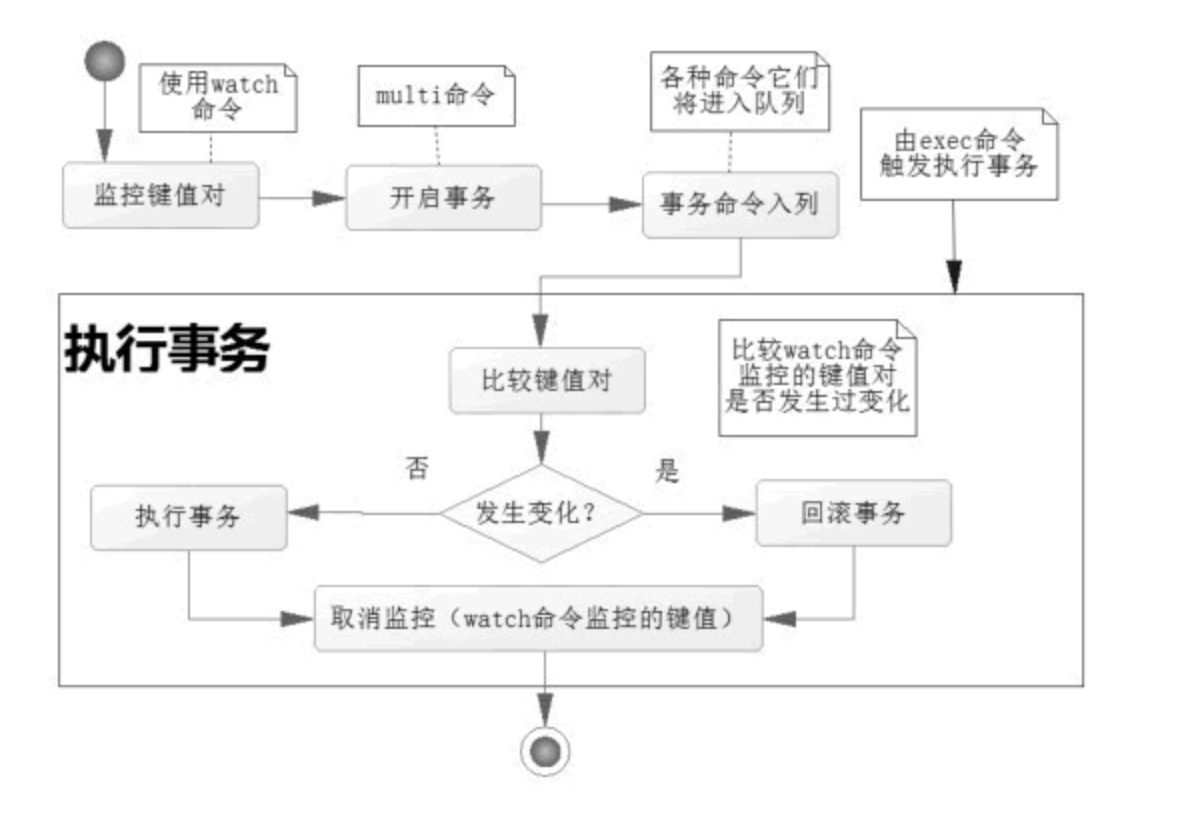 使用watch
命令
multi命令
各种命令它们
将进入队列
由exec命令
触发执行事务
监控键值对
开启事务
事务命令入列
执行事务
比较键值对
比较watch命令
监控的键值对
是否发生过变化
否
是
执行事务
发生变化？
回滚事务
取消监控（watch命令监控的键值）